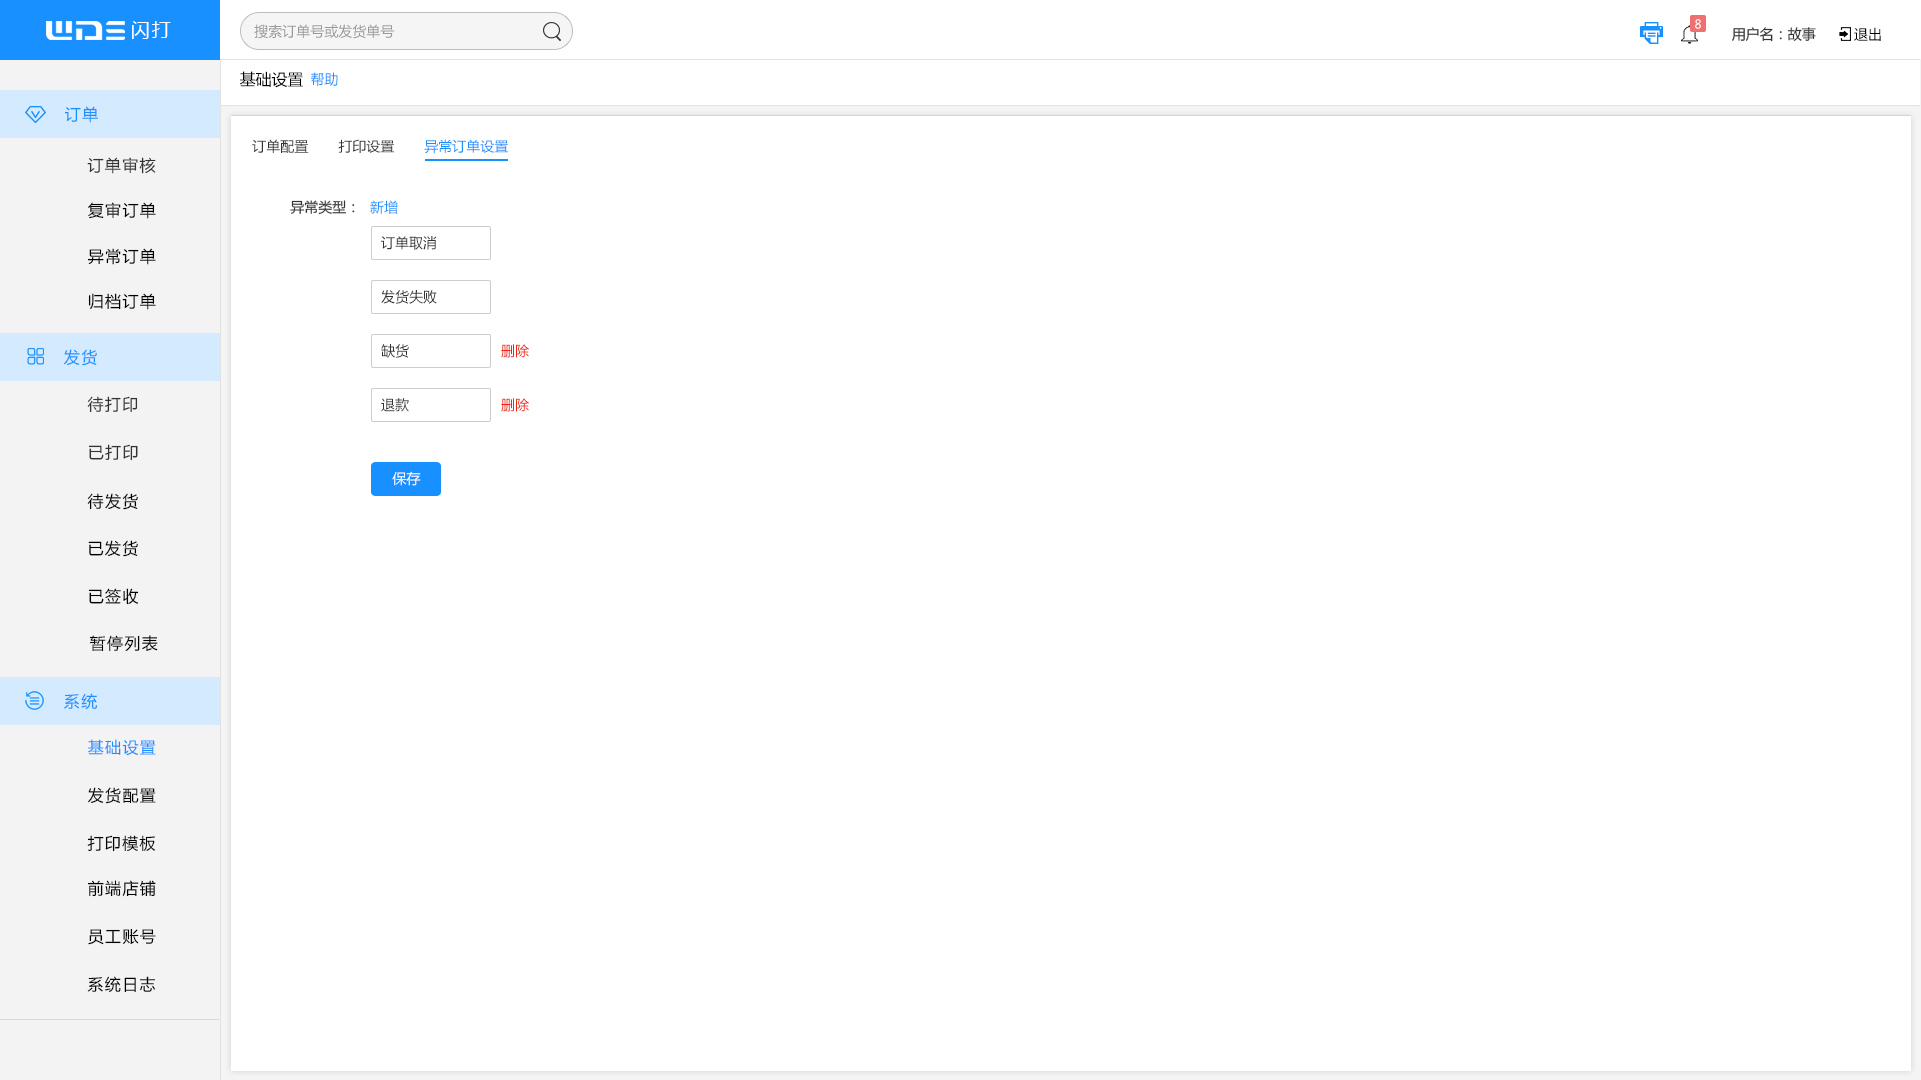 WDS闪打
搜索订单号或发货单号
8
用户名：故事
退出
基础设置 帮助
订单
订单审核
复审订单
异常订单
归档订单
发货
待打印
已打印
待发货
已发货
已签收
暂停列表
系统
基础设置
发货配置
打印模板
前端店铺
员工账号
系统日志
订单配置 打印设置 异常订单设置
异常类型： 新增
订单取消
发货失败
缺货 删除
退款 删除
保存